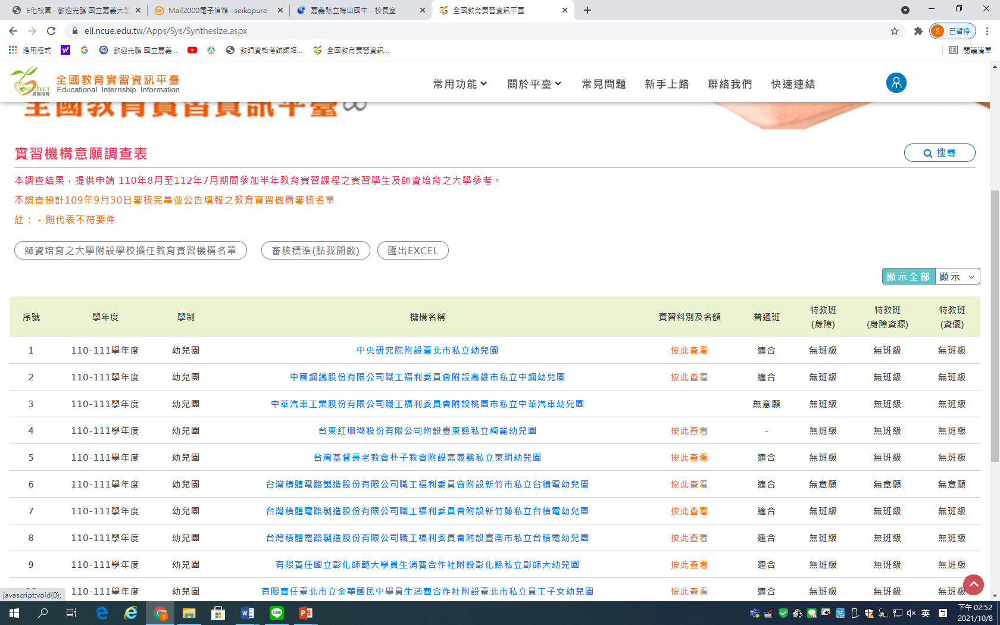 E化校園--歡迎光臨 國立嘉義大學
Mail2000電子信箱--seikopure
嘉義縣立梅山國中 - 校長室
全國教育實習資訊平臺
eii.ncue.edu.tw/Apps/Sys/Synthesize.aspx
S 已暫停
應用程式
歡迎光臨 國立嘉義...
教師資格考試師培...
全國教育實習資訊...
閱讀清單
全國教育實習資訊平臺
Educational Internship Information
師資培育
常用功能 關於平臺 常見問題 新手上路 聯絡我們 快速連結
全國教育實習資訊平臺
實習機構意願調查表
搜尋
本調查結果，提供申請 110年8月至112年7月期間參加半年教育實習課程之實習學生及師資培育之大學參考。
本調查預計109年9月30日審核完畢並公告填報之教育實習機構審核名單
註： - 則代表不符要件
師資培育之大學附設學校擔任教育實習機構名單 審核標準(點我開啟) 匯出EXCEL
顯示全部 顯示
序號 學年度 學制 機構名稱 實習科別及名額 普通班 特教班(身障) 特教班(身障資源) 特教班(資優)
1 110-111學年度 幼兒園 中央研究院附設臺北市私立幼兒園 按此查看 適合 無班級 無班級 無班級
2 110-111學年度 幼兒園 中國鋼鐵股份有限公司職工福利委員會附設高雄市私立中鋼幼兒園 按此查看 適合 無班級 無班級 無班級
3 110-111學年度 幼兒園 中華汽車工業股份有限公司職工福利委員會附設桃園市私立中華汽車幼兒園 無意願 無班級 無班級 無班級
4 110-111學年度 幼兒園 台東紅珊瑚股份有限公司附設臺東縣私立綺麗幼兒園 按此查看 - 無班級 無班級 無班級
5 110-111學年度 幼兒園 台灣基督長老教會朴子教會附設嘉義縣私立東明幼兒園 按此查看 適合 無班級 無班級 無班級
6 110-111學年度 幼兒園 台灣積體電路製造股份有限公司職工福利委員會附設新竹市私立台積電幼兒園 按此查看 適合 無意願 無意願 無意願
7 110-111學年度 幼兒園 台灣積體電路製造股份有限公司職工福利委員會附設新竹縣私立台積電幼兒園 按此查看 適合 無班級 無班級 無班級
8 110-111學年度 幼兒園 台灣積體電路製造股份有限公司職工福利委員會附設臺南市私立台積電幼兒園 按此查看 適合 無班級 無班級 無班級
9 110-111學年度 幼兒園 有限責任國立彰化師範大學員生消費合作社附設彰化縣私立彰師大幼兒園 按此查看 適合 無班級 無班級 無班級
110-111學年度 幼兒園 有限責任臺北市立金華國民中學員生消費合作社附設臺北市私立員工子女幼兒園 按此查看 適合 無班級 無班級 無班級
javascript:void(0);
英
下午 02:52
2021/10/8